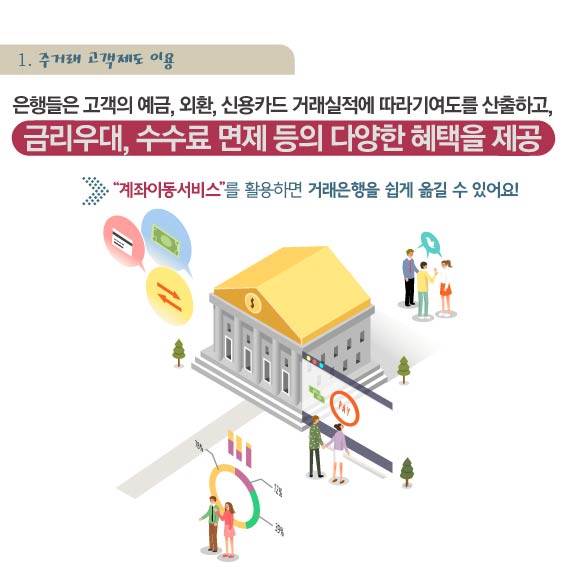 1. 주거래 고객제도 이용
은행들은 고객의 예금, 외환, 신용카드 거래실적에 따라기여도를 산출하고,
금리우대, 수수료 면제 등의 다양한 혜택을 제공
"계좌이동서비스"를 활용하면 거래은행을 쉽게 옮길 수 있어요!
$
PAY
12%
39%